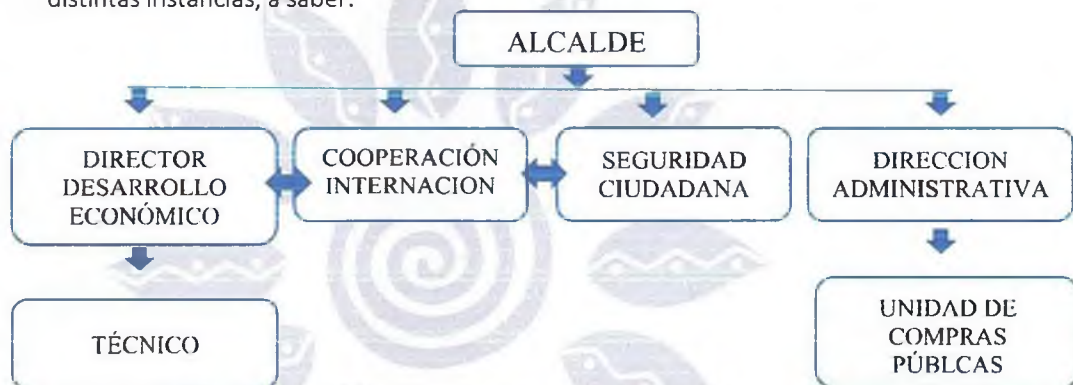 distintas instancias, a saber:
ALCALDE
DIRECTOR
DESARROLLO
ECONÓMICO
COOPERACIÓN
INTERNACION
SEGURIDAD
CIUDADANA
DIRECCION
ADMINISTRATIVA
TÉCNICO
UNIDAD DE
COMPRAS
PÚBLCAS